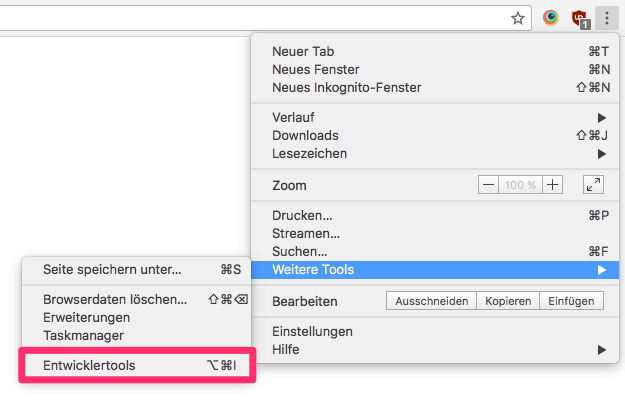 1
Neuer Tab ⌘T
Neues Fenster ⌘N
Neues Inkognito-Fenster ⇧⌘N
Verlauf ▶
Downloads ⇧⌘J
Lesezeichen ▶
Zoom — 100 % +
Drucken... ⌘P
Streamen...
Suchen... ⌘F
Weitere Tools ▶
Bearbeiten Ausschneiden Kopieren Einfügen
Einstellungen
Hilfe ▶
Seite speichern unter... ⌘S
Browserdaten löschen... ⇧⌘⌫
Erweiterungen
Taskmanager
Entwicklertools ⌥⌘I